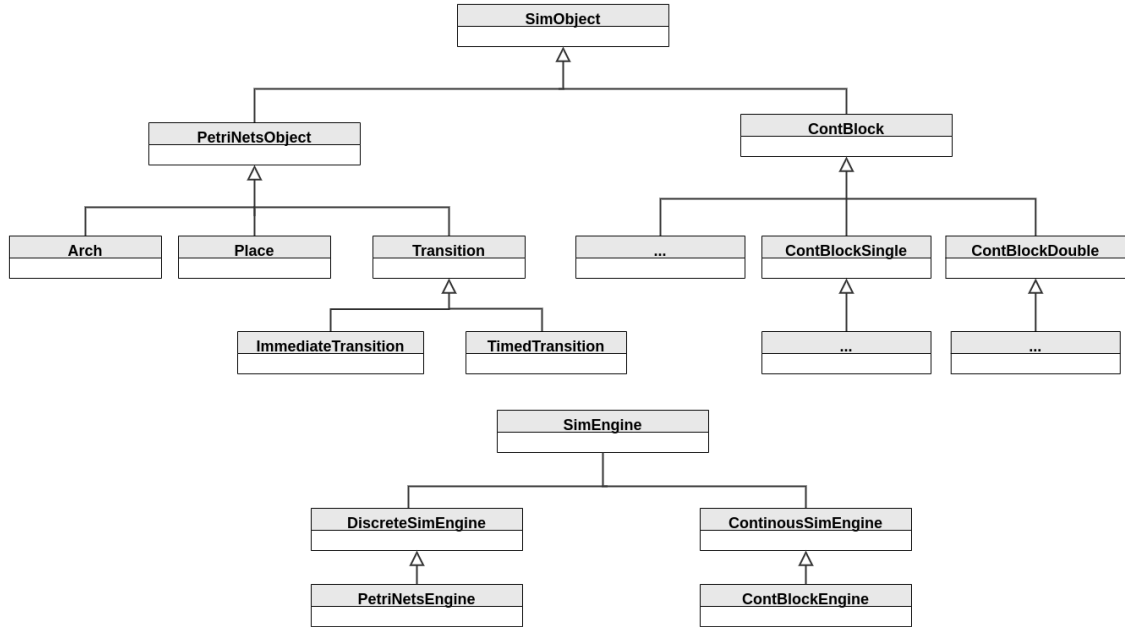 SimObject
PetriNetsObject
ContBlock
Arch
Place
Transition
...
ContBlockSingle
ContBlockDouble
ImmediateTransition
TimedTransition
...
...
SimEngine
DiscreteSimEngine
ContinousSimEngine
PetriNetsEngine
ContBlockEngine